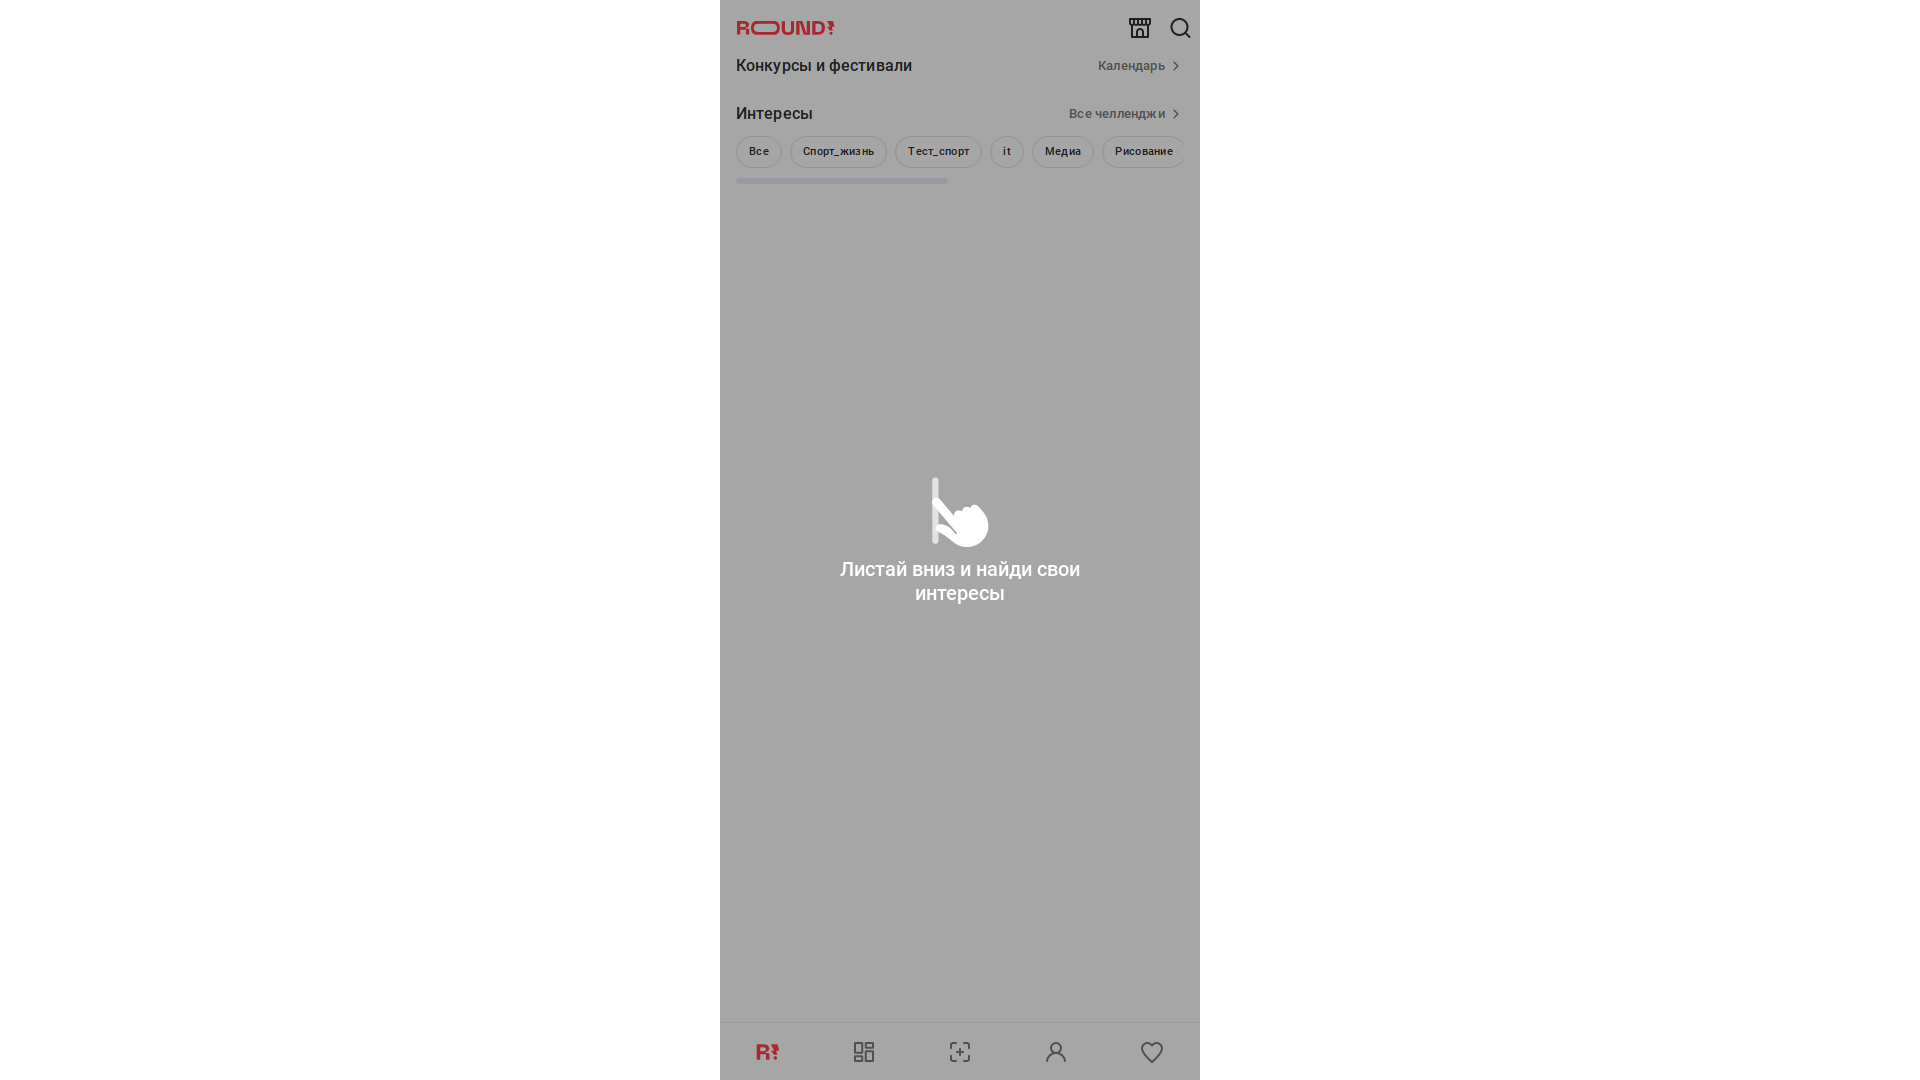 ROUND!
Конкурсы и фестивали
Календарь
Интересы
Все челленджи
Все
Спорт_жизнь
Тест_спорт
it
Медиа
Рисование
Листай вниз и найди свои
интересы
R!